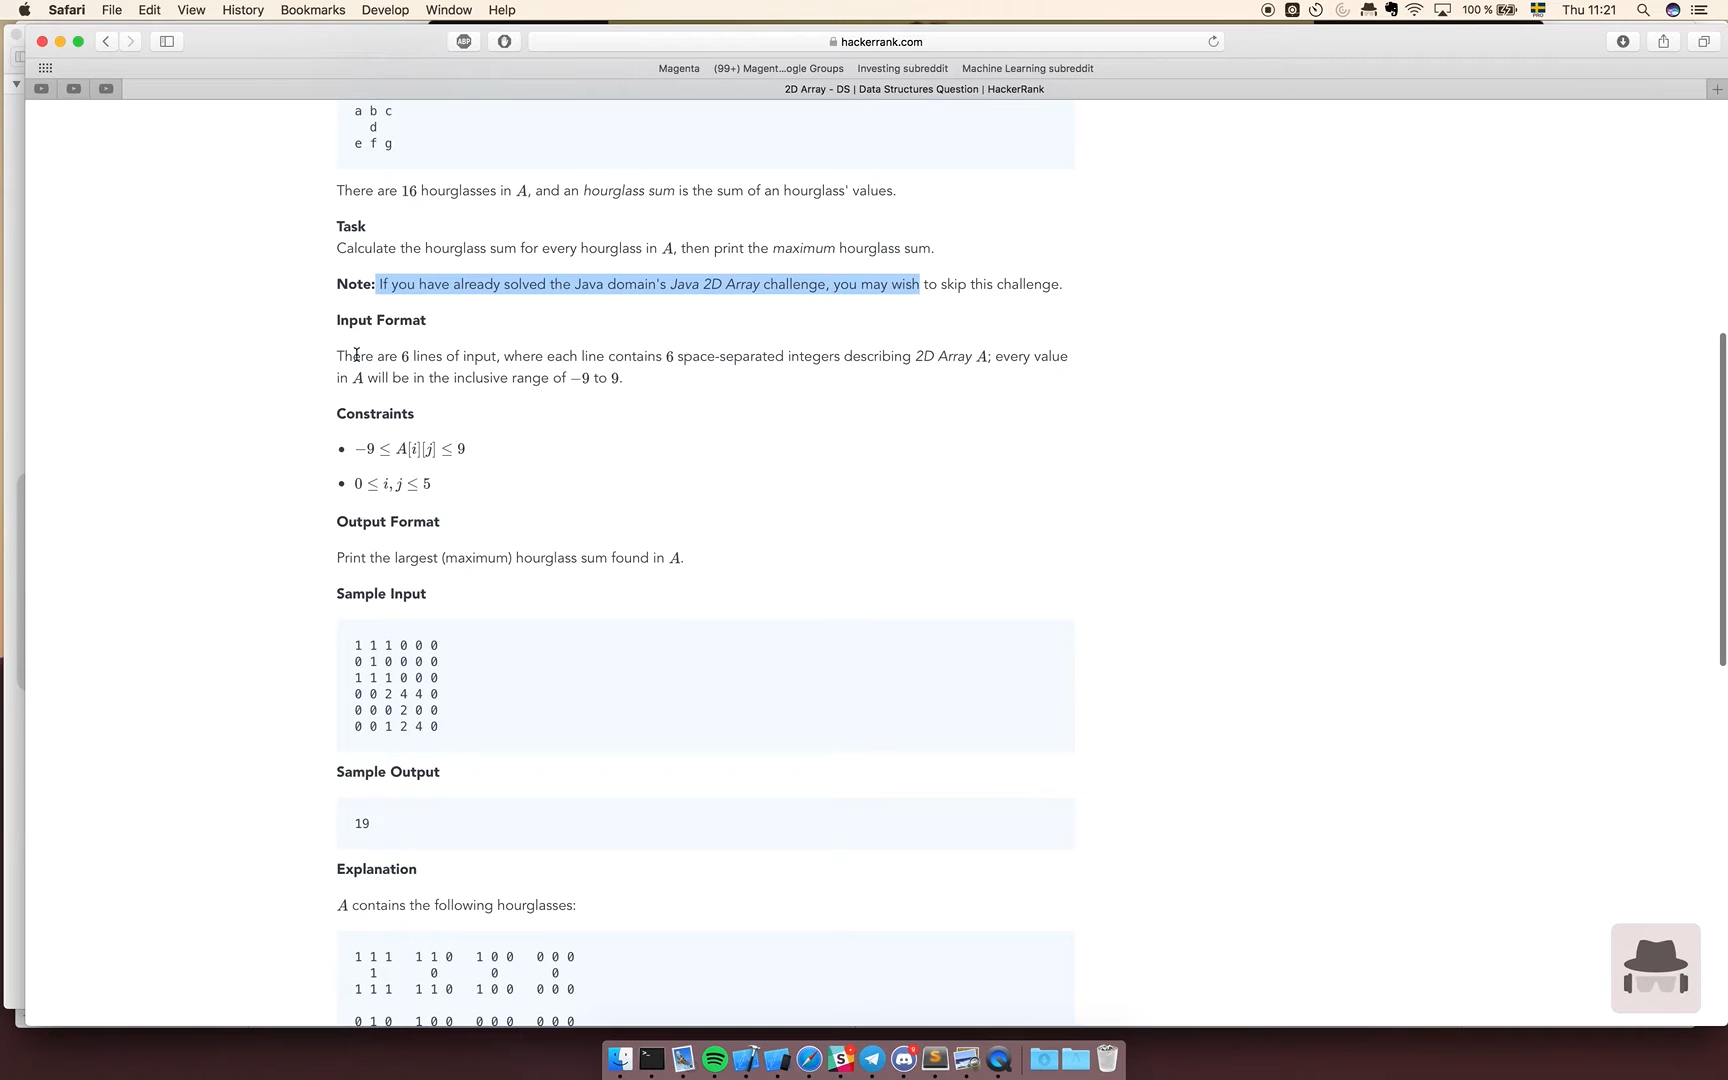 Safari File Edit View History Bookmarks Develop Window Help 100 % Thu 11:21
ABP hackerrank.com
Magenta (99+) Magent...ogle Groups Investing subreddit Machine Learning subreddit
2D Array - DS | Data Structures Question | HackerRank
a b c
d
e f g
There are 16 hourglasses in A, and an hourglass sum is the sum of an hourglass' values.
Task
Calculate the hourglass sum for every hourglass in A, then print the maximum hourglass sum.
Note: If you have already solved the Java domain's Java 2D Array challenge, you may wish to skip this challenge.
Input Format
There are 6 lines of input, where each line contains 6 space-separated integers describing 2D Array A; every value
in A will be in the inclusive range of −9 to 9.
Constraints
• −9 ≤ A[i][j] ≤ 9
• 0 ≤ i, j ≤ 5
Output Format
Print the largest (maximum) hourglass sum found in A.
Sample Input
1 1 1 0 0 0
0 1 0 0 0 0
1 1 1 0 0 0
0 0 2 4 4 0
0 0 0 2 0 0
0 0 1 2 4 0
Sample Output
19
Explanation
A contains the following hourglasses:
1 1 1 1 1 0 1 0 0 0 0 0
1 0 0 0
1 1 1 1 1 0 1 0 0 0 0 0
0 1 0 1 0 0 0 0 0 0 0 0